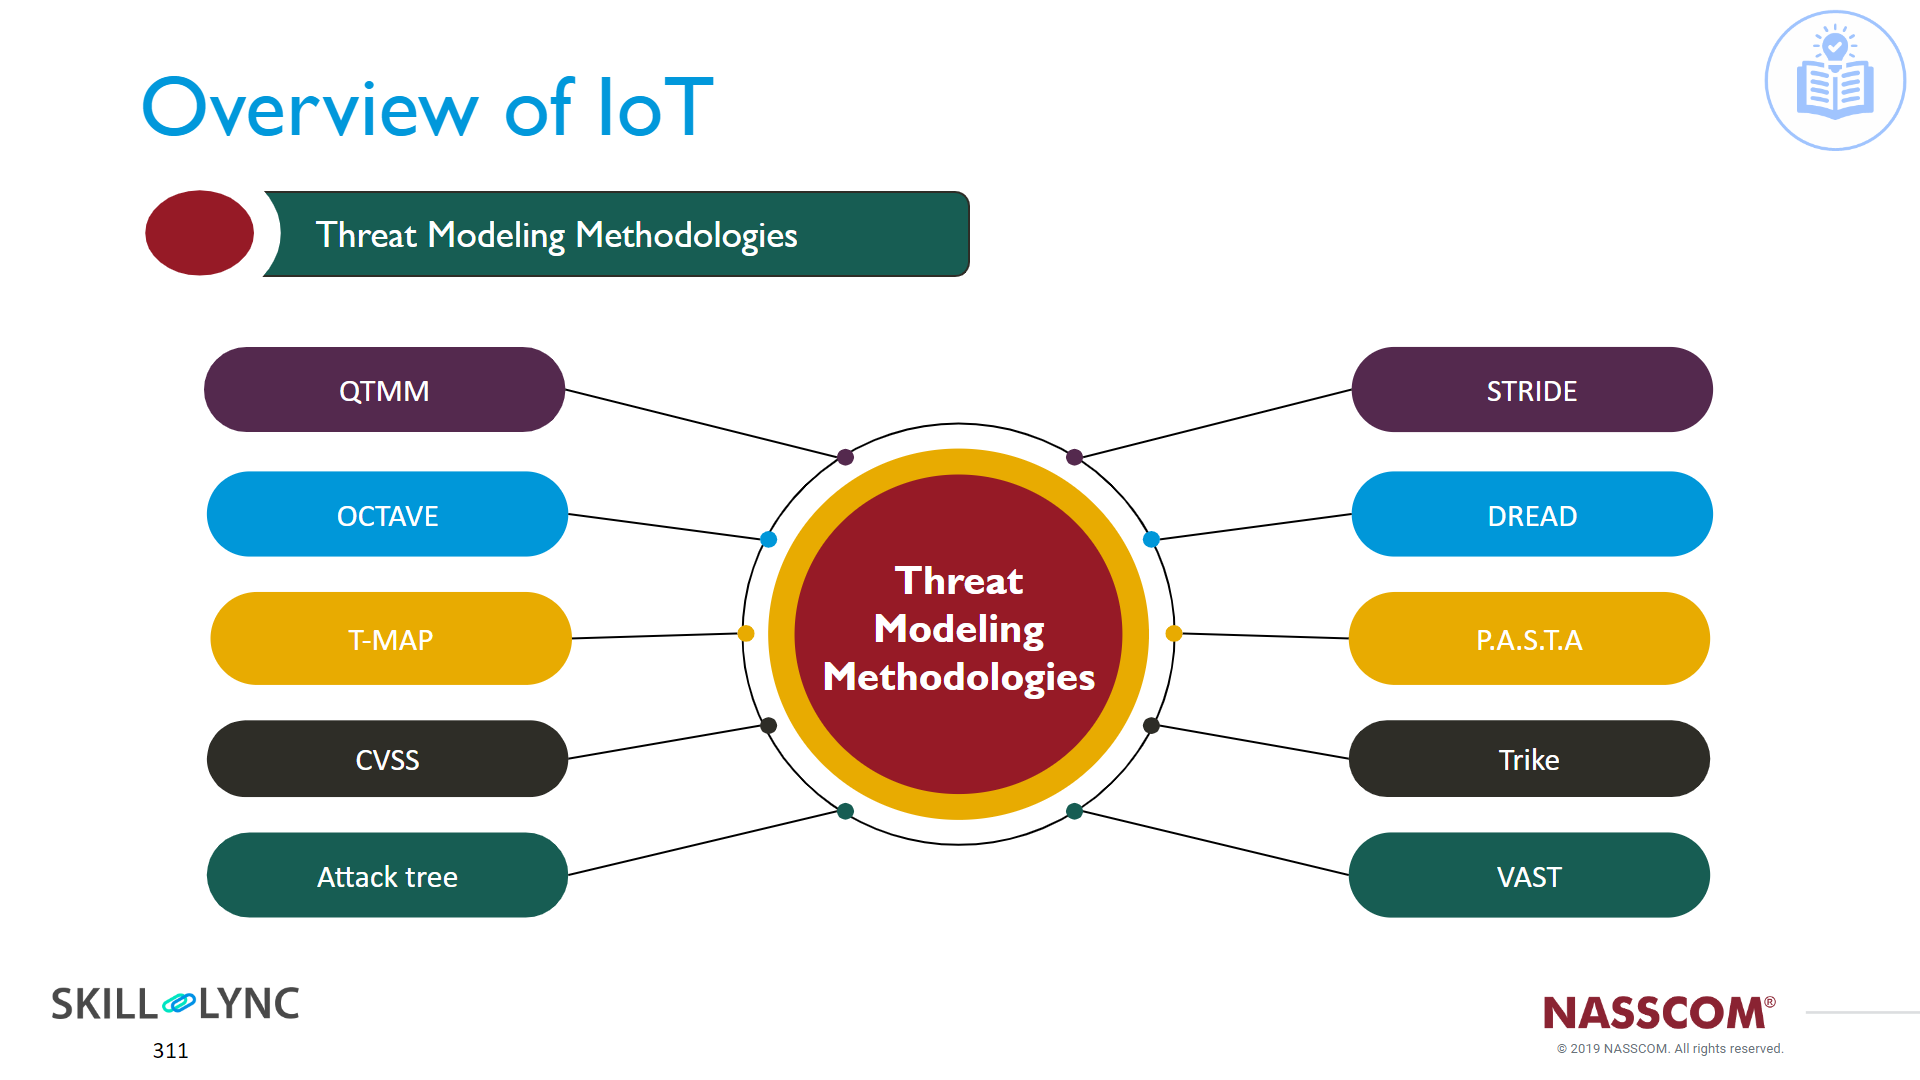 Overview of IoT
Threat Modeling Methodologies
QTMM
OCTAVE
T-MAP
CVSS
Attack tree
Threat
Modeling
Methodologies
STRIDE
DREAD
P.A.S.T.A
Trike
VAST
SKILL LYNC
311
NASSCOM®
© 2019 NASSCOM. All rights reserved.